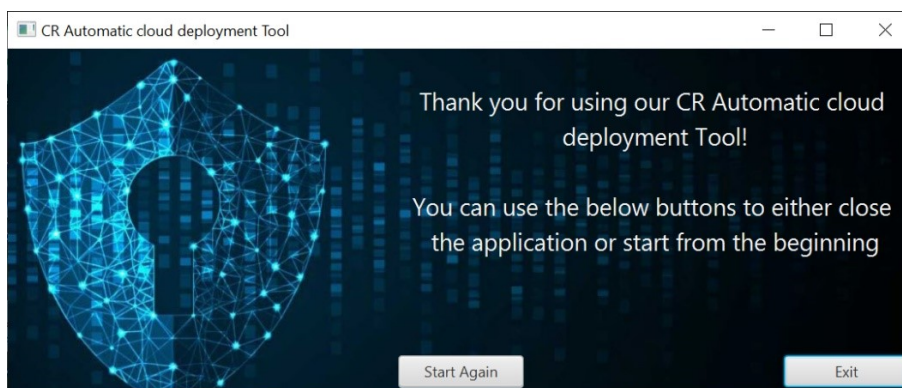 CR Automatic cloud deployment Tool
Thank you for using our CR Automatic cloud
deployment Tool!
You can use the below buttons to either close
the application or start from the beginning
Start Again
Exit